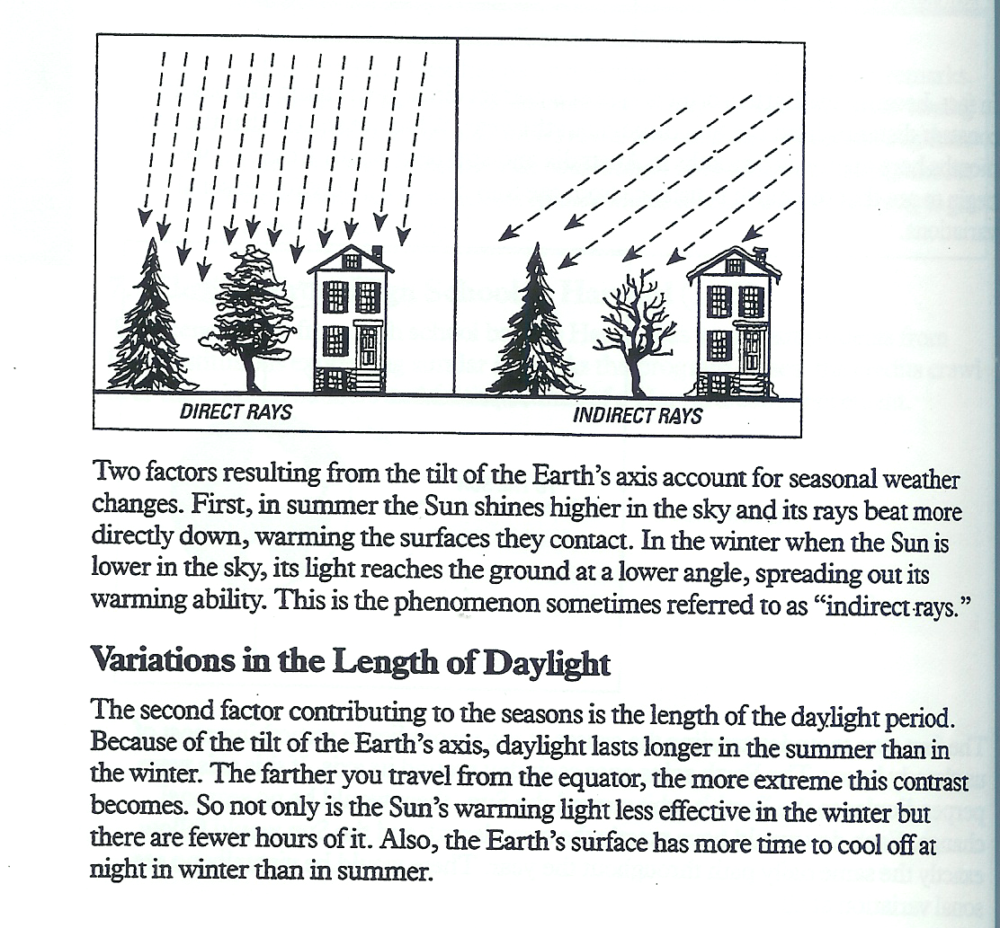 DIRECT RAYS
INDIRECT RAYS
Two factors resulting from the tilt of the Earth's axis account for seasonal weather
changes. First, in summer the Sun shines higher in the sky and its rays beat more
directly down, warming the surfaces they contact. In the winter when the Sun is
lower in the sky, its light reaches the ground at a lower angle, spreading out its
warming ability. This is the phenomenon sometimes referred to as “indirect rays.”
Variations in the Length of Daylight
The second factor contributing to the seasons is the length of the daylight period.
Because of the tilt of the Earth's axis, daylight lasts longer in the summer than in
the winter. The farther you travel from the equator, the more extreme this contrast
becomes. So not only is the Sun's warming light less effective in the winter but
there are fewer hours of it. Also, the Earth's surface has more time to cool off at
night in winter than in summer.